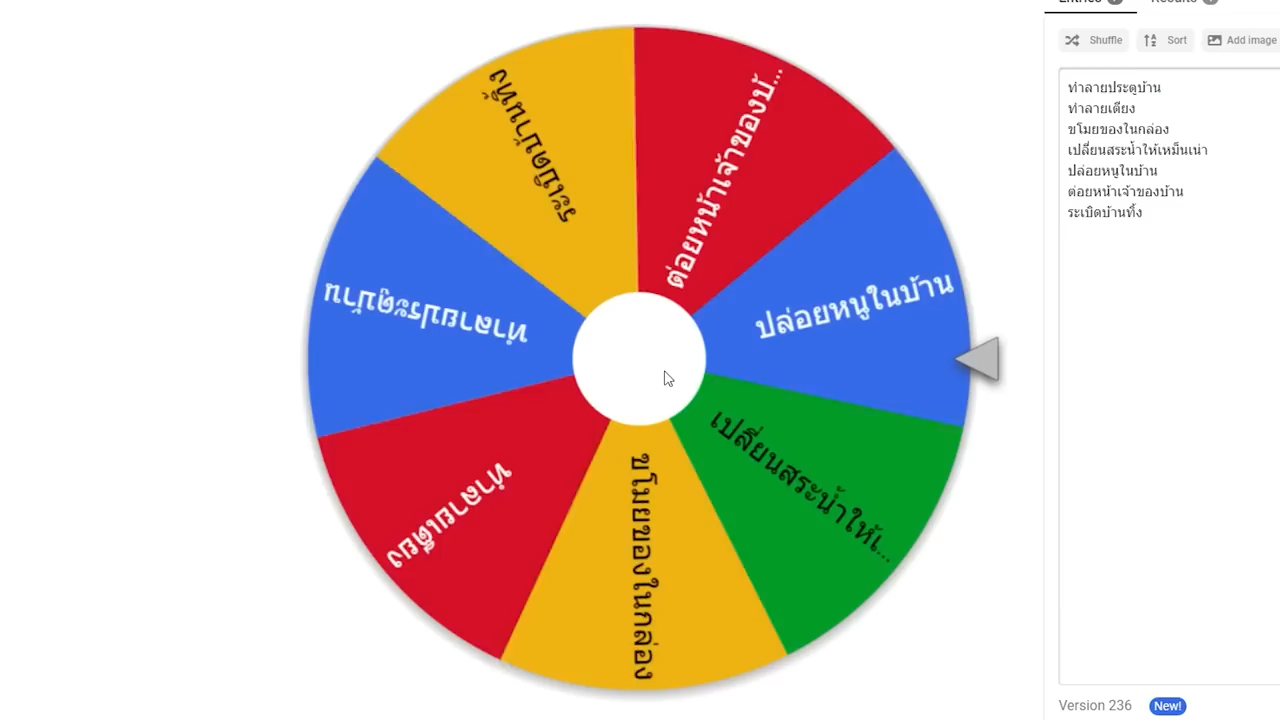 Shuffle
Sort
Add image
ทำลายประตูบ้าน
ทำลายเตียง
ขโมยของในกล่อง
เปลี่ยนสระน้ำให้เหม็นเน่า
ปล่อยหนูในบ้าน
ต่อยหน้าเจ้าของบ้าน
ระเบิดบ้านทิ้ง
ระเบิดบ้านทิ้ง
ต่อยหน้าเจ้าของบ้...
ปล่อยหนูในบ้าน
เปลี่ยนสระน้ำให้เ...
ขโมยของในกล่อง
ทำลายเตียง
ทำลายประตูบ้าน
Version 236 New!